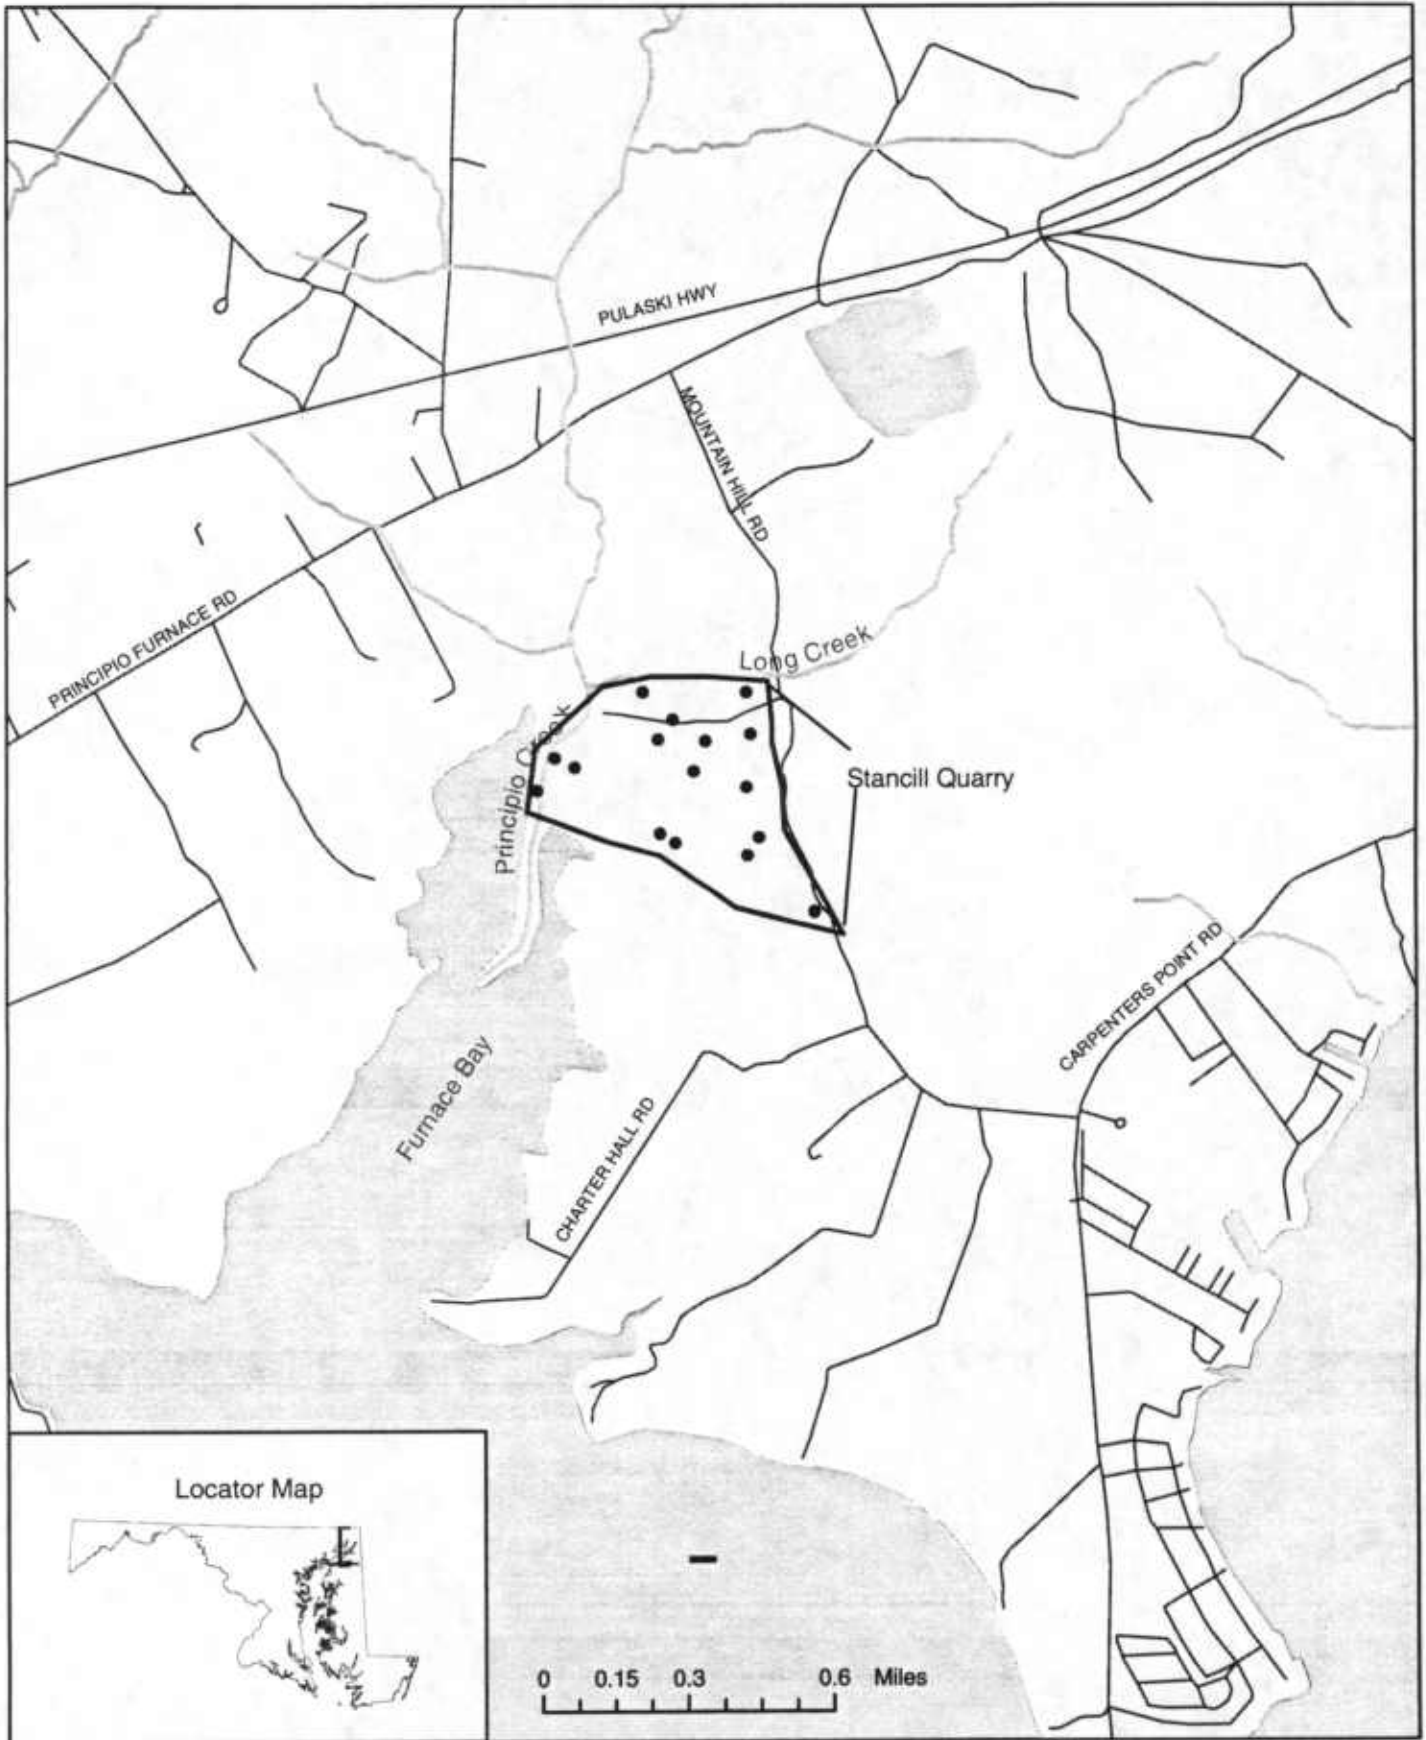 PULASKI HWY
MOUNTAIN HILL RD
PRINCIPIO FURNACE RD
Long Creek
Principio Creek
Stancill Quarry
CARPENTERS POINT RD
Furnace Bay
CHARTER HALL RD
Locator Map
0 0.15 0.3 0.6 Miles